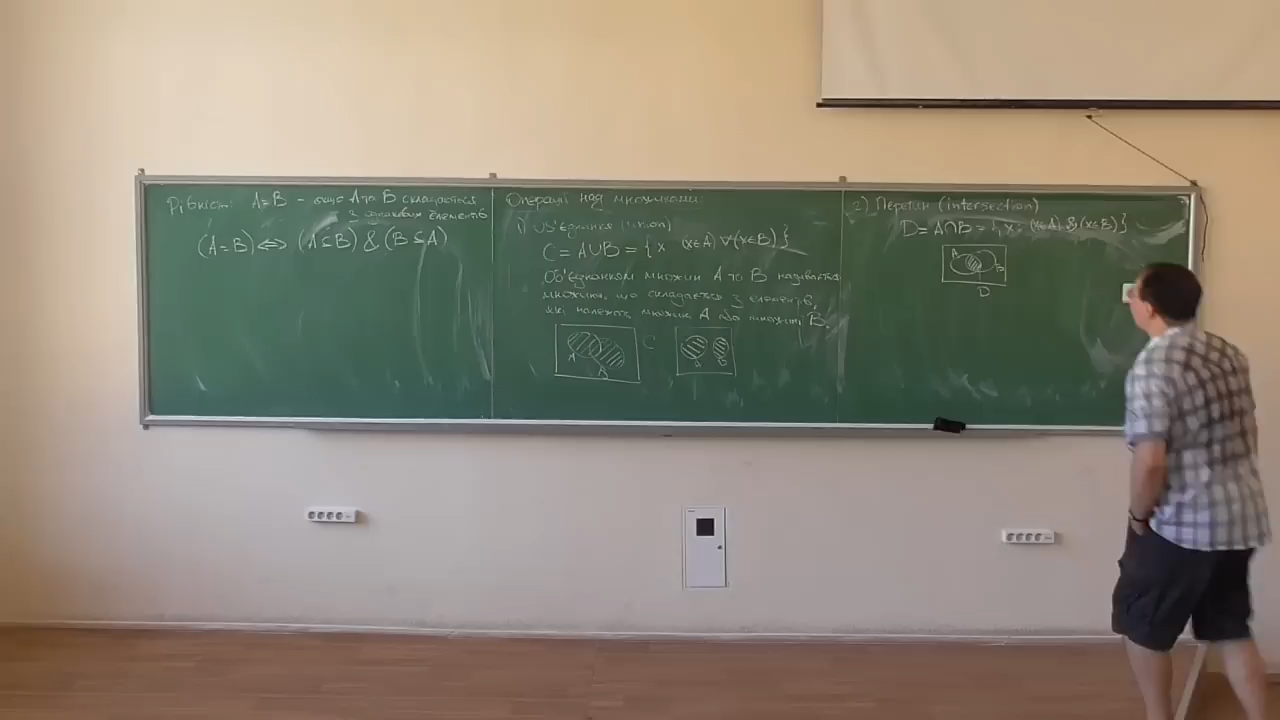 Рівність: A=B - якщо A та B складаються
з однакових елементів
(A=B)⇔(A⊆B) & (B⊆A)
Операції над множинами:
1) Об'єднання (union)
C = A∪B = {x (x∈A) ∨ (x∈B)}
Об'єднанням множин A та B називається
множина, що складається з елементів,
які належать множині A або множині B.
A B C
a B
2) Перетин (intersection)
D = A∩B = {x: (x∈A) & (x∈B)}
A B
D